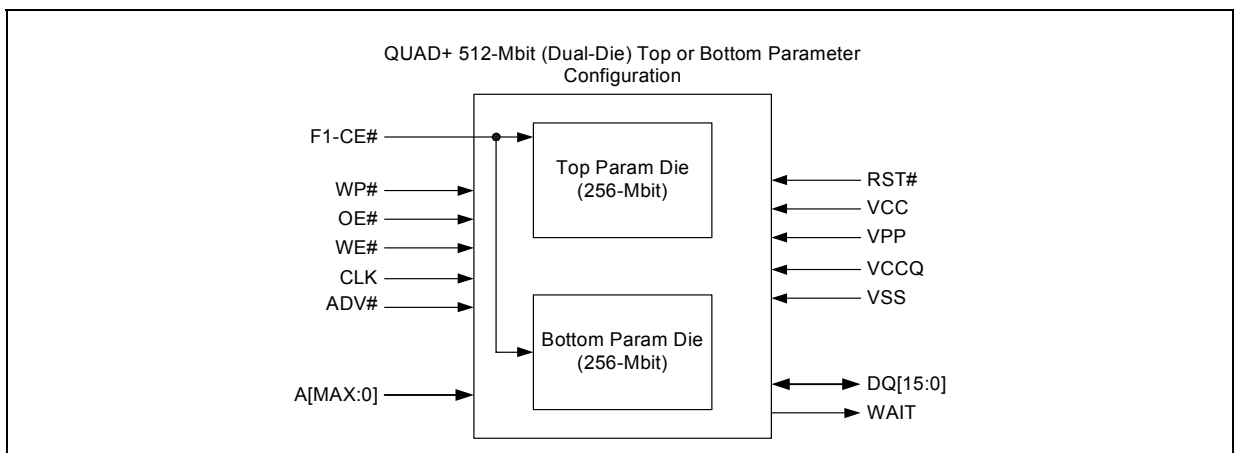 QUAD+ 512-Mbit (Dual-Die) Top or Bottom Parameter
Configuration
F1-CE#
WP#
OE#
WE#
CLK
ADV#
A[MAX:0]
Top Param Die
(256-Mbit)
Bottom Param Die
(256-Mbit)
RST#
VCC
VPP
VCCQ
VSS
DQ[15:0]
WAIT